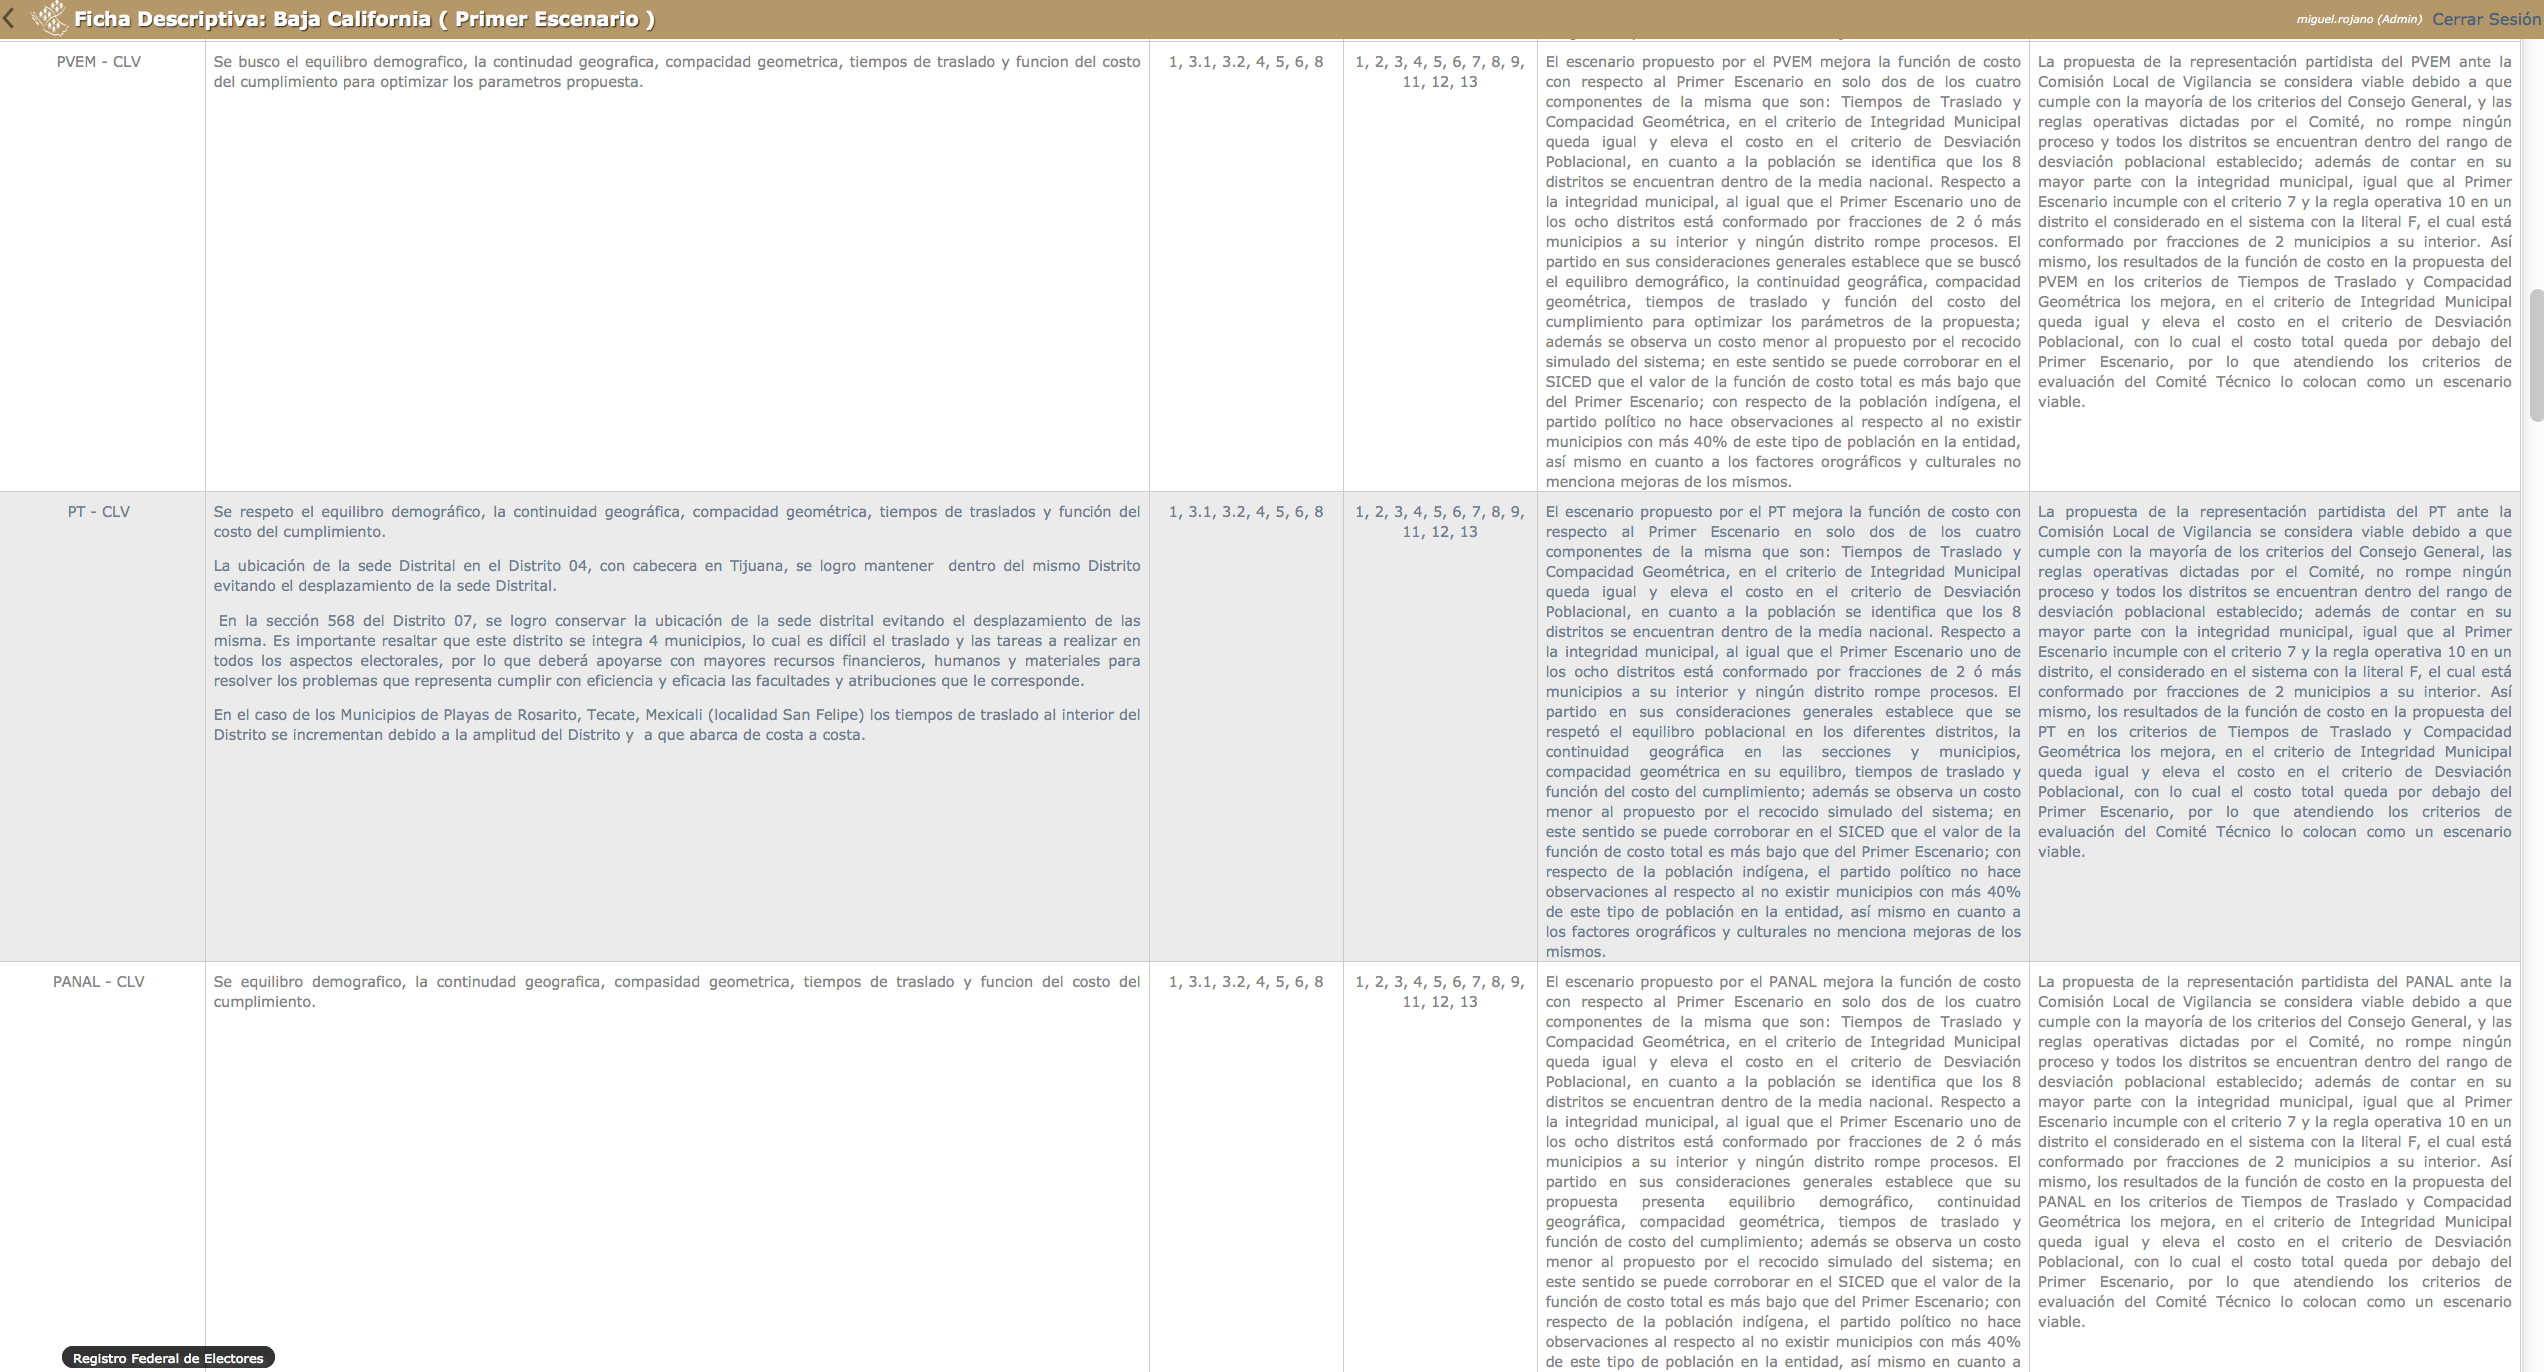 Ficha Descriptiva: Baja California ( Primer Escenario )
miguel.rojano (Admin) Cerrar Sesión
PVEM - CLV
Se busco el equilibro demografico, la continudad geografica, compacidad geometrica, tiempos de traslado y funcion del costo
del cumplimiento para optimizar los parametros propuesta.
1, 3.1, 3.2, 4, 5, 6, 8
1, 2, 3, 4, 5, 6, 7, 8, 9,
11, 12, 13
El escenario propuesto por el PVEM mejora la función de costo
con respecto al Primer Escenario en solo dos de los cuatro
componentes de la misma que son: Tiempos de Traslado y
Compacidad Geométrica, en el criterio de Integridad Municipal
queda igual y eleva el costo en el criterio de Desviación
Poblacional, en cuanto a la población se identifica que los 8
distritos se encuentran dentro de la media nacional. Respecto a
la integridad municipal, al igual que el Primer Escenario uno de
los ocho distritos está conformado por fracciones de 2 ó más
municipios a su interior y ningún distrito rompe procesos. El
partido en sus consideraciones generales establece que se buscó
el equilibro demográfico, la continuidad geográfica, compacidad
geométrica, tiempos de traslado y función del costo del
cumplimiento para optimizar los parámetros de la propuesta;
además se observa un costo menor al propuesto por el recocido
simulado del sistema; en este sentido se puede corroborar en el
SICED que el valor de la función de costo total es más bajo que
del Primer Escenario; con respecto de la población indígena, el
partido político no hace observaciones al respecto al no existir
municipios con más 40% de este tipo de población en la entidad,
así mismo en cuanto a los factores orográficos y culturales no
menciona mejoras de los mismos.
La propuesta de la representación partidista del PVEM ante la
Comisión Local de Vigilancia se considera viable debido a que
cumple con la mayoría de los criterios del Consejo General, y las
reglas operativas dictadas por el Comité, no rompe ningún
proceso y todos los distritos se encuentran dentro del rango de
desviación poblacional establecido; además de contar en su
mayor parte con la integridad municipal, igual que al Primer
Escenario incumple con el criterio 7 y la regla operativa 10 en un
distrito el considerado en el sistema con la literal F, el cual está
conformado por fracciones de 2 municipios a su interior. Así
mismo, los resultados de la función de costo en la propuesta del
PVEM en los criterios de Tiempos de Traslado y Compacidad
Geométrica los mejora, en el criterio de Integridad Municipal
queda igual y eleva el costo en el criterio de Desviación
Poblacional, con lo cual el costo total queda por debajo del
Primer Escenario, por lo que atendiendo los criterios de
evaluación del Comité Técnico lo colocan como un escenario
viable.
PT - CLV
Se respeto el equilibro demográfico, la continuidad geográfica, compacidad geométrica, tiempos de traslados y función del
costo del cumplimiento.
La ubicación de la sede Distrital en el Distrito 04, con cabecera en Tijuana, se logro mantener dentro del mismo Distrito
evitando el desplazamiento de la sede Distrital.
En la sección 568 del Distrito 07, se logro conservar la ubicación de la sede distrital evitando el desplazamiento de las
misma. Es importante resaltar que este distrito se integra 4 municipios, lo cual es difícil el traslado y las tareas a realizar en
todos los aspectos electorales, por lo que deberá apoyarse con mayores recursos financieros, humanos y materiales para
resolver los problemas que representa cumplir con eficiencia y eficacia las facultades y atribuciones que le corresponde.
En el caso de los Municipios de Playas de Rosarito, Tecate, Mexicali (localidad San Felipe) los tiempos de traslado al interior del
Distrito se incrementan debido a la amplitud del Distrito y a que abarca de costa a costa.
1, 3.1, 3.2, 4, 5, 6, 8
1, 2, 3, 4, 5, 6, 7, 8, 9,
11, 12, 13
El escenario propuesto por el PT mejora la función de costo con
respecto al Primer Escenario en solo dos de los cuatro
componentes de la misma que son: Tiempos de Traslado y
Compacidad Geométrica, en el criterio de Integridad Municipal
queda igual y eleva el costo en el criterio de Desviación
Poblacional, en cuanto a la población se identifica que los 8
distritos se encuentran dentro de la media nacional. Respecto a
la integridad municipal, al igual que el Primer Escenario uno de
los ocho distritos está conformado por fracciones de 2 ó más
municipios a su interior y ningún distrito rompe procesos. El
partido en sus consideraciones generales establece que se
respetó el equilibro poblacional en los diferentes distritos, la
continuidad geográfica en las secciones y municipios,
compacidad geométrica en su equilibro, tiempos de traslado y
función del costo del cumplimiento; además se observa un costo
menor al propuesto por el recocido simulado del sistema; en
este sentido se puede corroborar en el SICED que el valor de la
función de costo total es más bajo que del Primer Escenario; con
respecto de la población indígena, el partido político no hace
observaciones al respecto al no existir municipios con más 40%
de este tipo de población en la entidad, así mismo en cuanto a
los factores orográficos y culturales no menciona mejoras de los
mismos.
La propuesta de la representación partidista del PT ante la
Comisión Local de Vigilancia se considera viable debido a que
cumple con la mayoría de los criterios del Consejo General, las
reglas operativas dictadas por el Comité, no rompe ningún
proceso y todos los distritos se encuentran dentro del rango de
desviación poblacional establecido; además de contar en su
mayor parte con la integridad municipal, igual que al Primer
Escenario incumple con el criterio 7 y la regla operativa 10 en un
distrito, el considerado en el sistema con la literal F, el cual está
conformado por fracciones de 2 municipios a su interior. Así
mismo, los resultados de la función de costo en la propuesta del
PT en los criterios de Tiempos de Traslado y Compacidad
Geométrica los mejora, en el criterio de Integridad Municipal
queda igual y eleva el costo en el criterio de Desviación
Poblacional, con lo cual el costo total queda por debajo del
Primer Escenario, por lo que atendiendo los criterios de
evaluación del Comité Técnico lo colocan como un escenario
viable.
PANAL - CLV
Se equilibro demografico, la continudad geografica, compasidad geometrica, tiempos de traslado y funcion del costo del
cumplimiento.
1, 3.1, 3.2, 4, 5, 6, 8
1, 2, 3, 4, 5, 6, 7, 8, 9,
11, 12, 13
El escenario propuesto por el PANAL mejora la función de costo
con respecto al Primer Escenario en solo dos de los cuatro
componentes de la misma que son: Tiempos de Traslado y
Compacidad Geométrica, en el criterio de Integridad Municipal
queda igual y eleva el costo en el criterio de Desviación
Poblacional, en cuanto a la población se identifica que los 8
distritos se encuentran dentro de la media nacional. Respecto a
la integridad municipal, al igual que el Primer Escenario uno de
los ocho distritos está conformado por fracciones de 2 ó más
municipios a su interior y ningún distrito rompe procesos. El
partido en sus consideraciones generales establece que su
propuesta presenta equilibrio demográfico, continuidad
geográfica, compacidad geométrica, tiempos de traslado y
función de costo del cumplimiento; además se observa un costo
menor al propuesto por el recocido simulado del sistema; en
este sentido se puede corroborar en el SICED que el valor de la
función de costo total es más bajo que del Primer Escenario; con
respecto de la población indígena, el partido político no hace
observaciones al respecto al no existir municipios con más 40%
de este tipo de población en la entidad, así mismo en cuanto a
La propuesta de la representación partidista del PANAL ante la
Comisión Local de Vigilancia se considera viable debido a que
cumple con la mayoría de los criterios del Consejo General, y las
reglas operativas dictadas por el Comité, no rompe ningún
proceso y todos los distritos se encuentran dentro del rango de
desviación poblacional establecido; además de contar en su
mayor parte con la integridad municipal, igual que al Primer
Escenario incumple con el criterio 7 y la regla operativa 10 en un
distrito el considerado en el sistema con la literal F, el cual está
conformado por fracciones de 2 municipios a su interior. Así
mismo, los resultados de la función de costo en la propuesta del
PANAL en los criterios de Tiempos de Traslado y Compacidad
Geométrica los mejora, en el criterio de Integridad Municipal
queda igual y eleva el costo en el criterio de Desviación
Poblacional, con lo cual el costo total queda por debajo del
Primer Escenario, por lo que atendiendo los criterios de
evaluación del Comité Técnico lo colocan como un escenario
viable.
Registro Federal de Electores